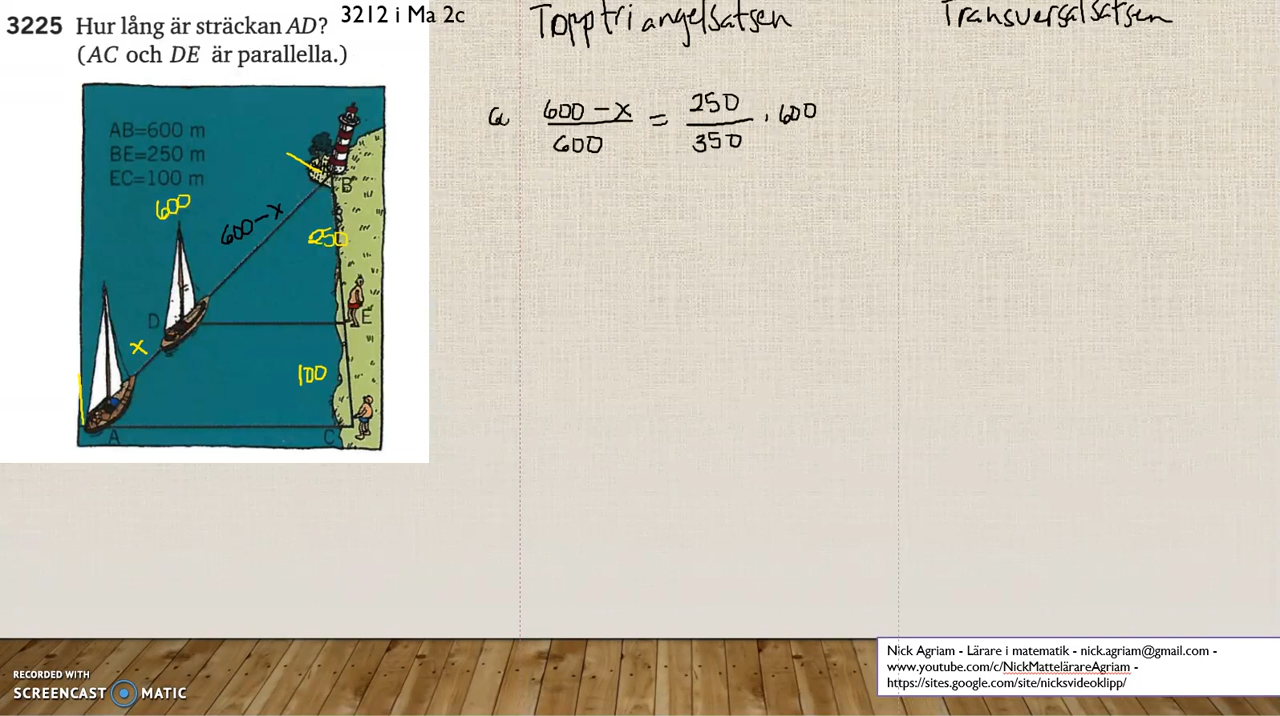 3225 Hur lång är sträckan AD?
(AC och DE är parallella.)
3212 i Ma 2c
Topptriangelsatsen
Transversalsatsen
AB=600 m
BE=250 m
EC=100 m
600
600-x
B
250
D
E
x
100
A
C
600 - x / 600 = 250 / 350 · 600
Nick Agriam - Lärare i matematik - nick.agriam@gmail.com -
www.youtube.com/c/NickMattelärareAgriam -
https://sites.google.com/site/nicksvideoklipp/
RECORDED WITH
SCREENCAST MATIC